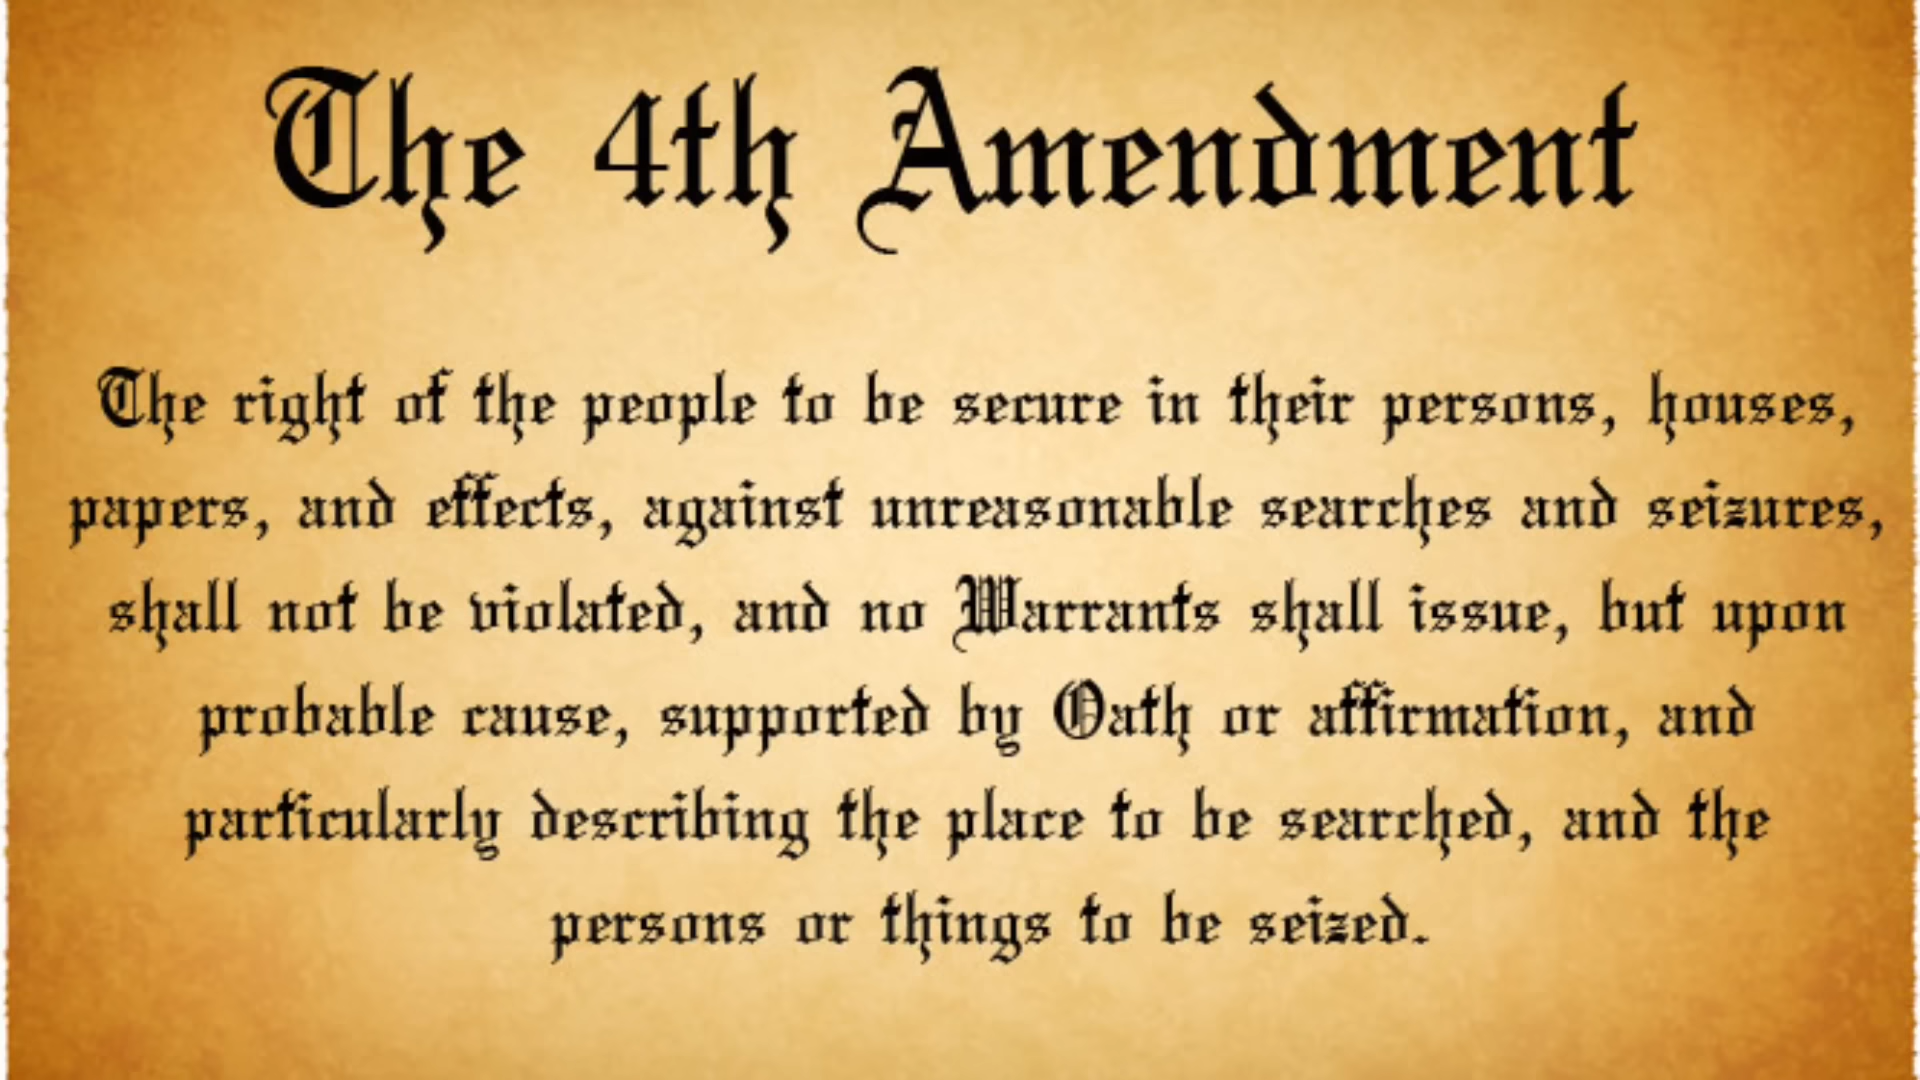 The 4th Amendment
The right of the people to be secure in their persons, houses,
papers, and effects, against unreasonable searches and seizures,
shall not be violated, and no Warrants shall issue, but upon
probable cause, supported by Oath or affirmation, and
particularly describing the place to be searched, and the
persons or things to be seized.